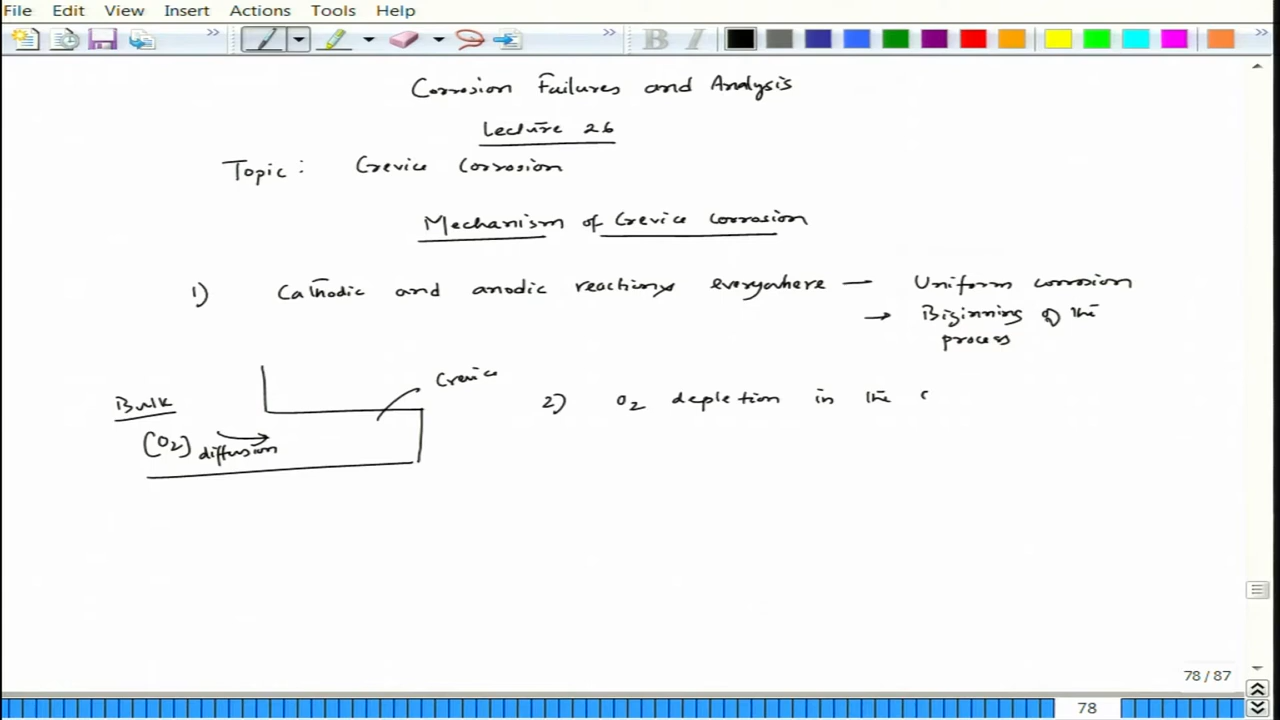 File Edit View Insert Actions Tools Help
B I
Corrosion Failures and Analysis
Lecture 26
Topic : Crevice Corrosion
Mechanism of Crevice corrosion
1) Cathodic and anodic reactions everywhere — Uniform corrosion
→ Biginning of the
process
Crevice
Bulk
(O2) diffusion
2) O2 depletion in the c
78 / 87
78